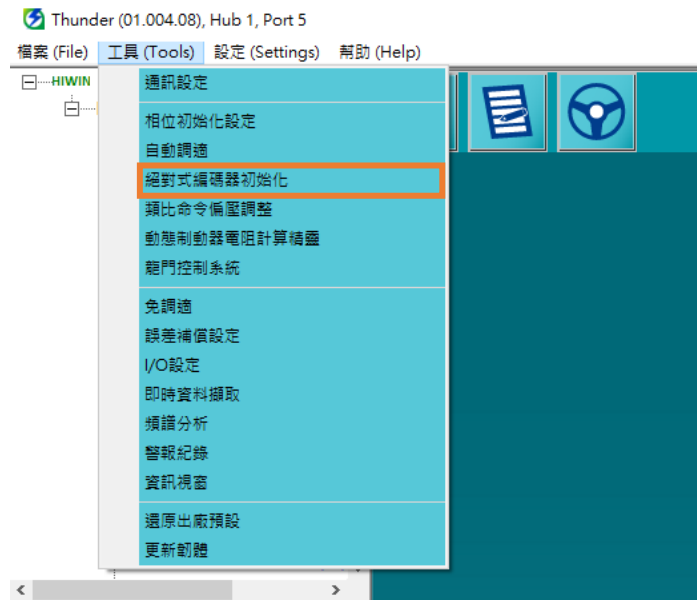 Thunder (01.004.08), Hub 1, Port 5
檔案 (File) 工具 (Tools) 設定 (Settings) 幫助 (Help)
HIWIN
通訊設定
相位初始化設定
自動調適
絕對式編碼器初始化
類比命令偏壓調整
動態制動器電阻計算精靈
龍門控制系統
免調適
誤差補償設定
I/O設定
即時資料擷取
頻譜分析
警報紀錄
資訊視窗
還原出廠預設
更新韌體